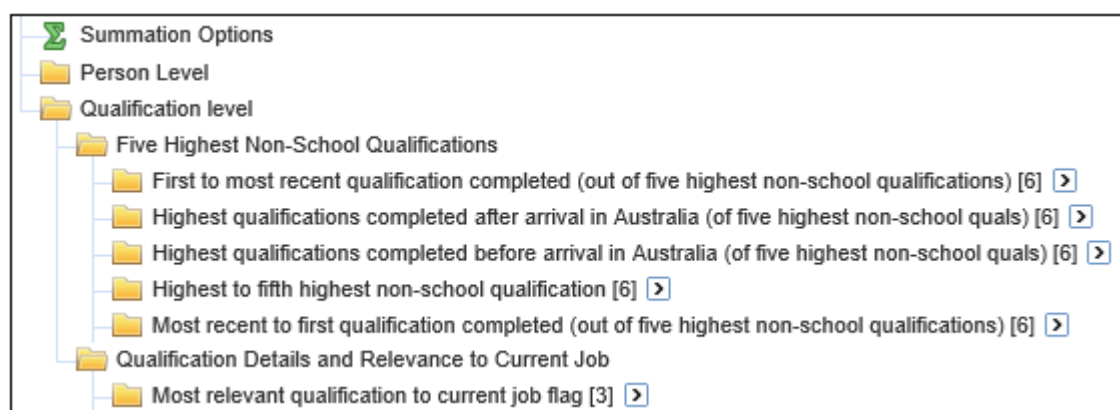 Summation Options
Person Level
Qualification level
Five Highest Non-School Qualifications
First to most recent qualification completed (out of five highest non-school qualifications) [6]
Highest qualifications completed after arrival in Australia (of five highest non-school quals) [6]
Highest qualifications completed before arrival in Australia (of five highest non-school quals) [6]
Highest to fifth highest non-school qualification [6]
Most recent to first qualification completed (out of five highest non-school qualifications) [6]
Qualification Details and Relevance to Current Job
Most relevant qualification to current job flag [3]